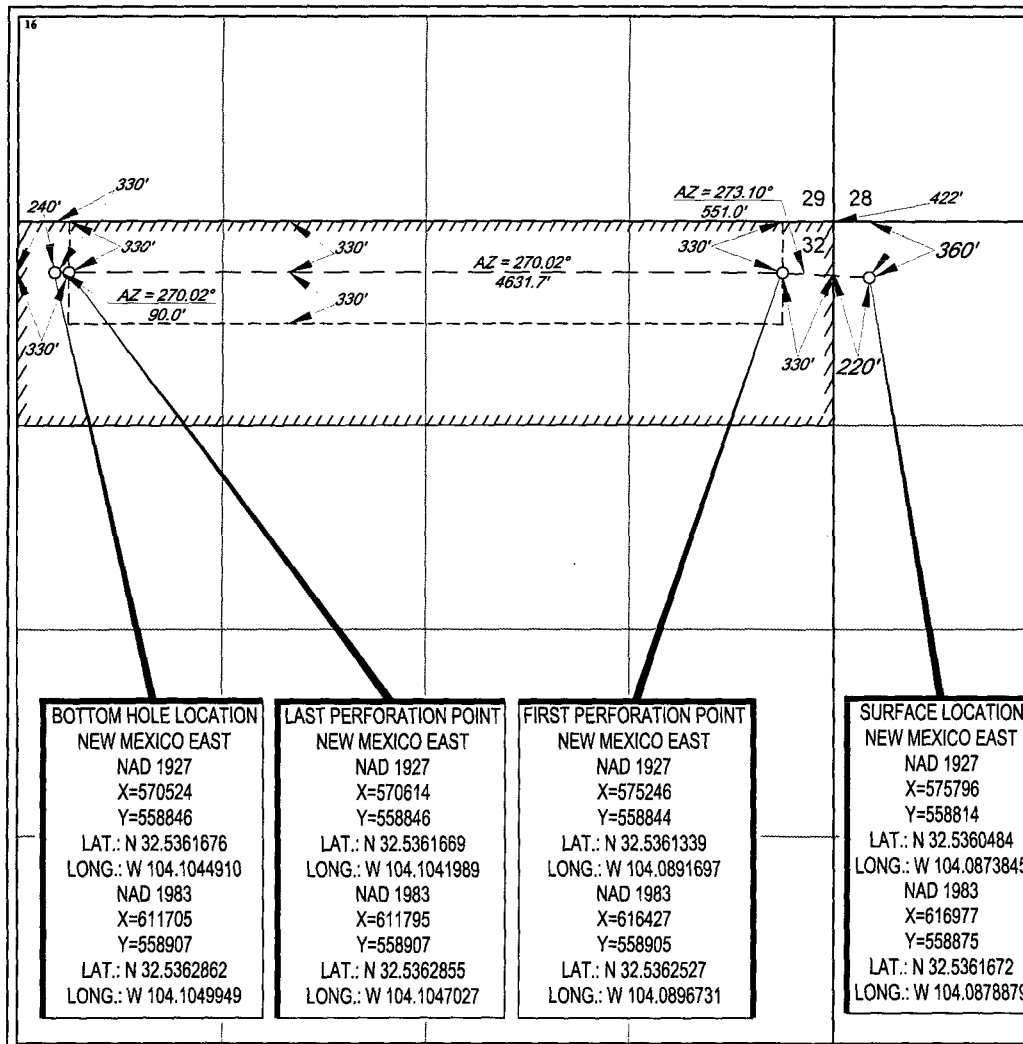 16
330'
240'
330'
AZ = 270.02°
90.0'
330'
330'
330'
AZ = 270.02°
4631.7'
AZ = 273.10°
551.0'
330'
29
28
32
422'
360'
330'
220'
BOTTOM HOLE LOCATION
NEW MEXICO EAST
NAD 1927
X=570524
Y=558846
LAT.: N 32.5361676
LONG.: W 104.1044910
NAD 1983
X=611705
Y=558907
LAT.: N 32.5362862
LONG.: W 104.1049949
LAST PERFORATION POINT
NEW MEXICO EAST
NAD 1927
X=570614
Y=558846
LAT.: N 32.5361669
LONG.: W 104.1041989
NAD 1983
X=611795
Y=558907
LAT.: N 32.5362855
LONG.: W 104.1047027
FIRST PERFORATION POINT
NEW MEXICO EAST
NAD 1927
X=575246
Y=558844
LAT.: N 32.5361339
LONG.: W 104.0891697
NAD 1983
X=616427
Y=558905
LAT.: N 32.5362527
LONG.: W 104.0896731
SURFACE LOCATION
NEW MEXICO EAST
NAD 1927
X=575796
Y=558814
LAT.: N 32.5360484
LONG.: W 104.0873845
NAD 1983
X=616977
Y=558875
LAT.: N 32.5361672
LONG.: W 104.0878879